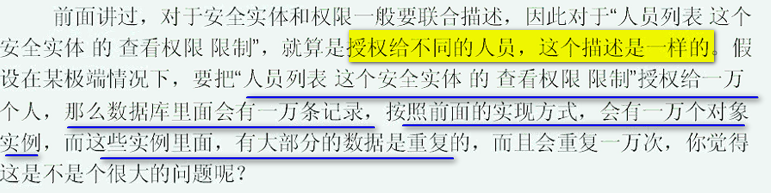 前面讲过，对于安全实体和权限一般要联合描述，因此对于“人员列表 这个
安全实体 的 查看权限 限制”，就算是授权给不同的人员，这个描述是一样的。假
设在某极端情况下，要把“人员列表 这个安全实体 的 查看权限 限制”授权给一万
个人，那么数据库里面会有一万条记录，按照前面的实现方式，会有一万个对象
实例，而这些实例里面，有大部分的数据是重复的，而且会重复一万次，你觉得
这是不是个很大的问题呢？